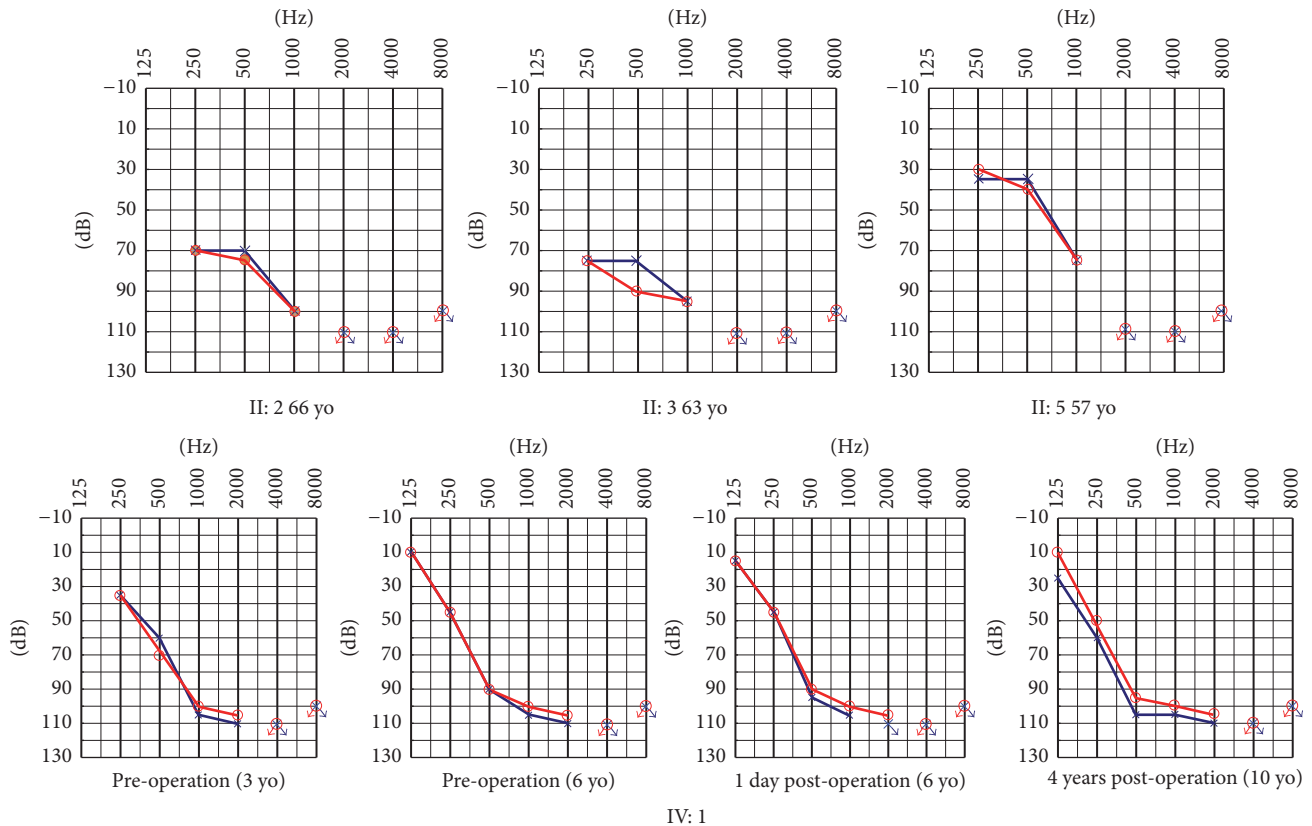 (Hz) (Hz) (Hz)
125 250 500 1000 2000 4000 8000 125 250 500 1000 2000 4000 8000 125 250 500 1000 2000 4000 8000
−10 −10 −10
10 10 10
30 30 30
50 50 50
(dB) (dB) (dB)
70 70 70
90 90 90
110 110 110
130 130 130
II: 2 66 yo II: 3 63 yo II: 5 57 yo
(Hz) (Hz) (Hz) (Hz)
125 250 500 1000 2000 4000 8000 125 250 500 1000 2000 4000 8000 125 250 500 1000 2000 4000 8000 125 250 500 1000 2000 4000 8000
−10 −10 −10 −10
10 10 10 10
30 30 30 30
50 50 50 50
(dB) (dB) (dB) (dB)
70 70 70 70
90 90 90 90
110 110 110 110
130 130 130 130
Pre-operation (3 yo) Pre-operation (6 yo) 1 day post-operation (6 yo) 4 years post-operation (10 yo)
IV: 1